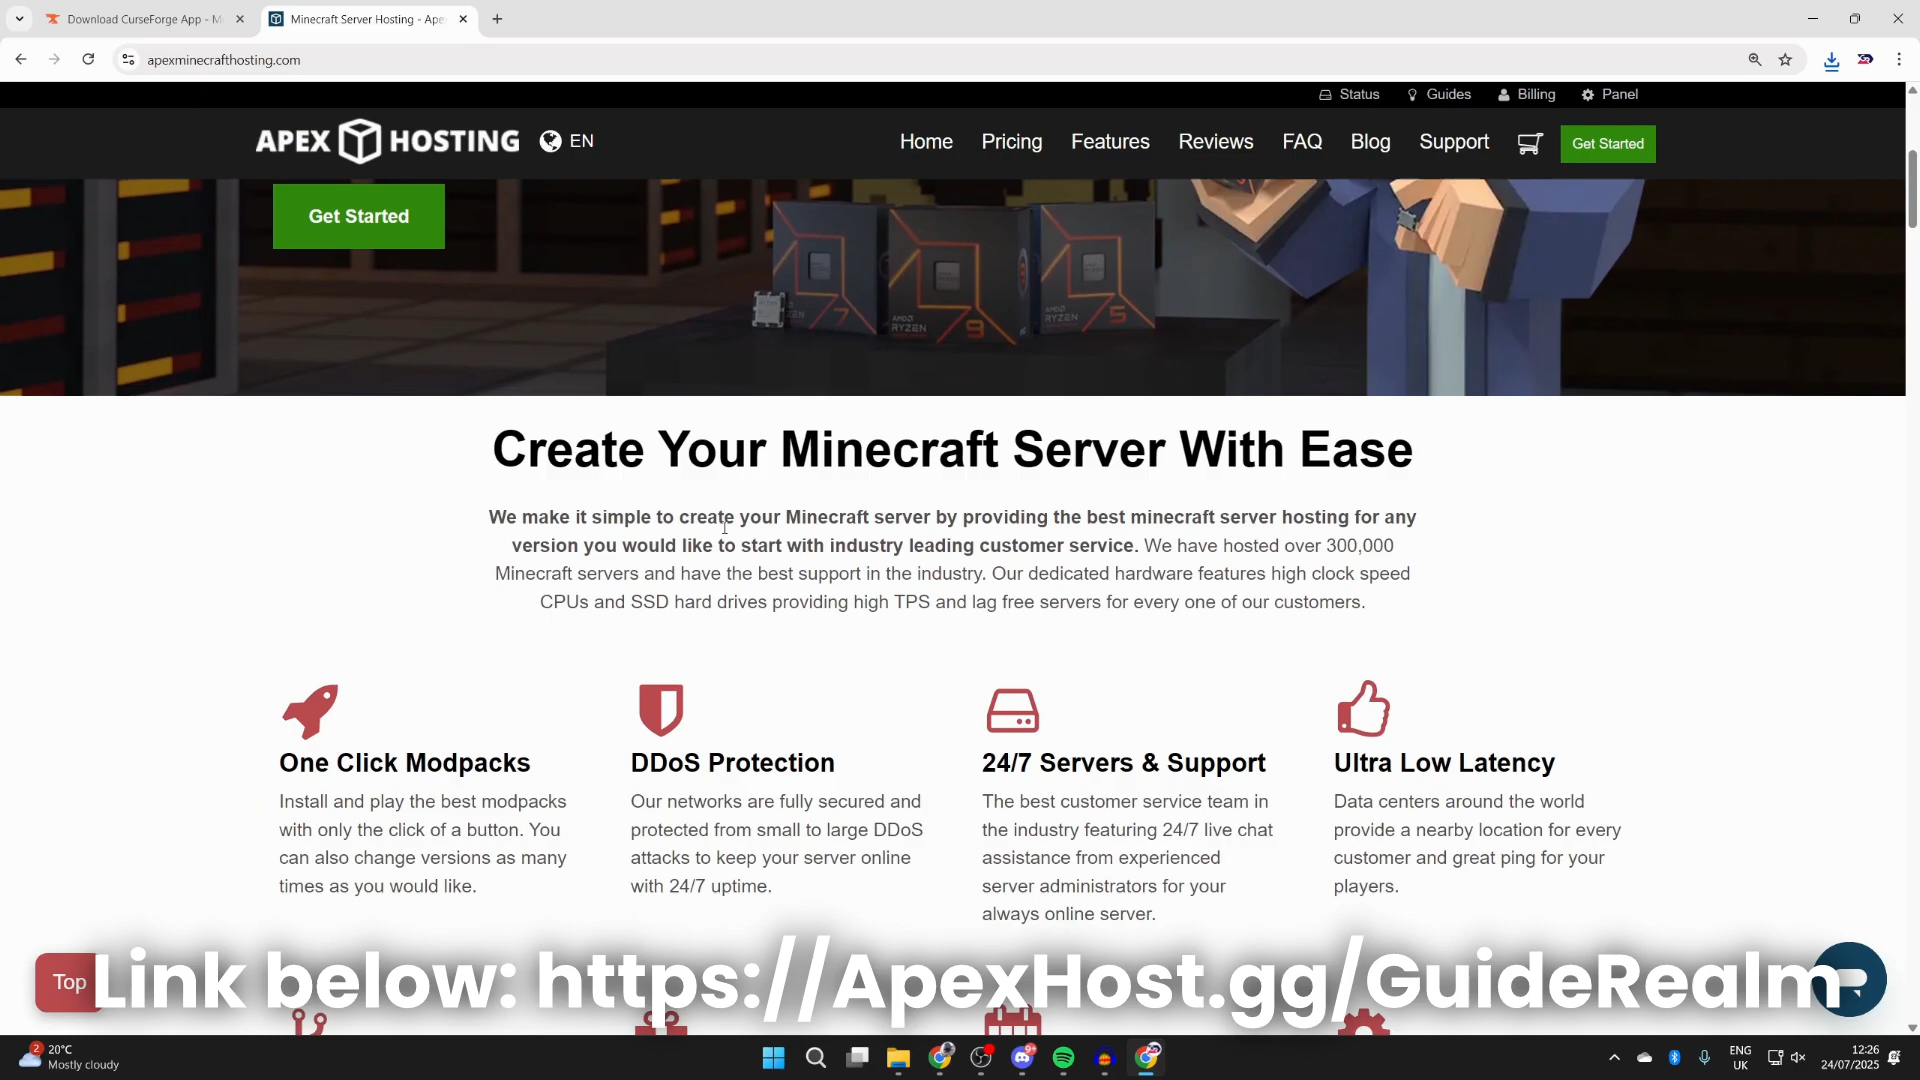 Download CurseForge App - M
Minecraft Server Hosting - Ape
apexminecrafthosting.com
Status
Guides
Billing
Panel
APEX HOSTING
EN
Home
Pricing
Features
Reviews
FAQ
Blog
Support
Get Started
Get Started
7
RYZEN
AMD
RYZEN
9
AMD
RYZEN
5
Create Your Minecraft Server With Ease
We make it simple to create your Minecraft server by providing the best minecraft server hosting for any
version you would like to start with industry leading customer service. We have hosted over 300,000
Minecraft servers and have the best support in the industry. Our dedicated hardware features high clock speed
CPUs and SSD hard drives providing high TPS and lag free servers for every one of our customers.
One Click Modpacks
Install and play the best modpacks
with only the click of a button. You
can also change versions as many
times as you would like.
DDoS Protection
Our networks are fully secured and
protected from small to large DDoS
attacks to keep your server online
with 24/7 uptime.
24/7 Servers & Support
The best customer service team in
the industry featuring 24/7 live chat
assistance from experienced
server administrators for your
always online server.
Ultra Low Latency
Data centers around the world
provide a nearby location for every
customer and great ping for your
players.
Top
Link below: https://ApexHost.gg/GuideRealm
2
20°C
Mostly cloudy
9+
ENG
UK
12:26
24/07/2025